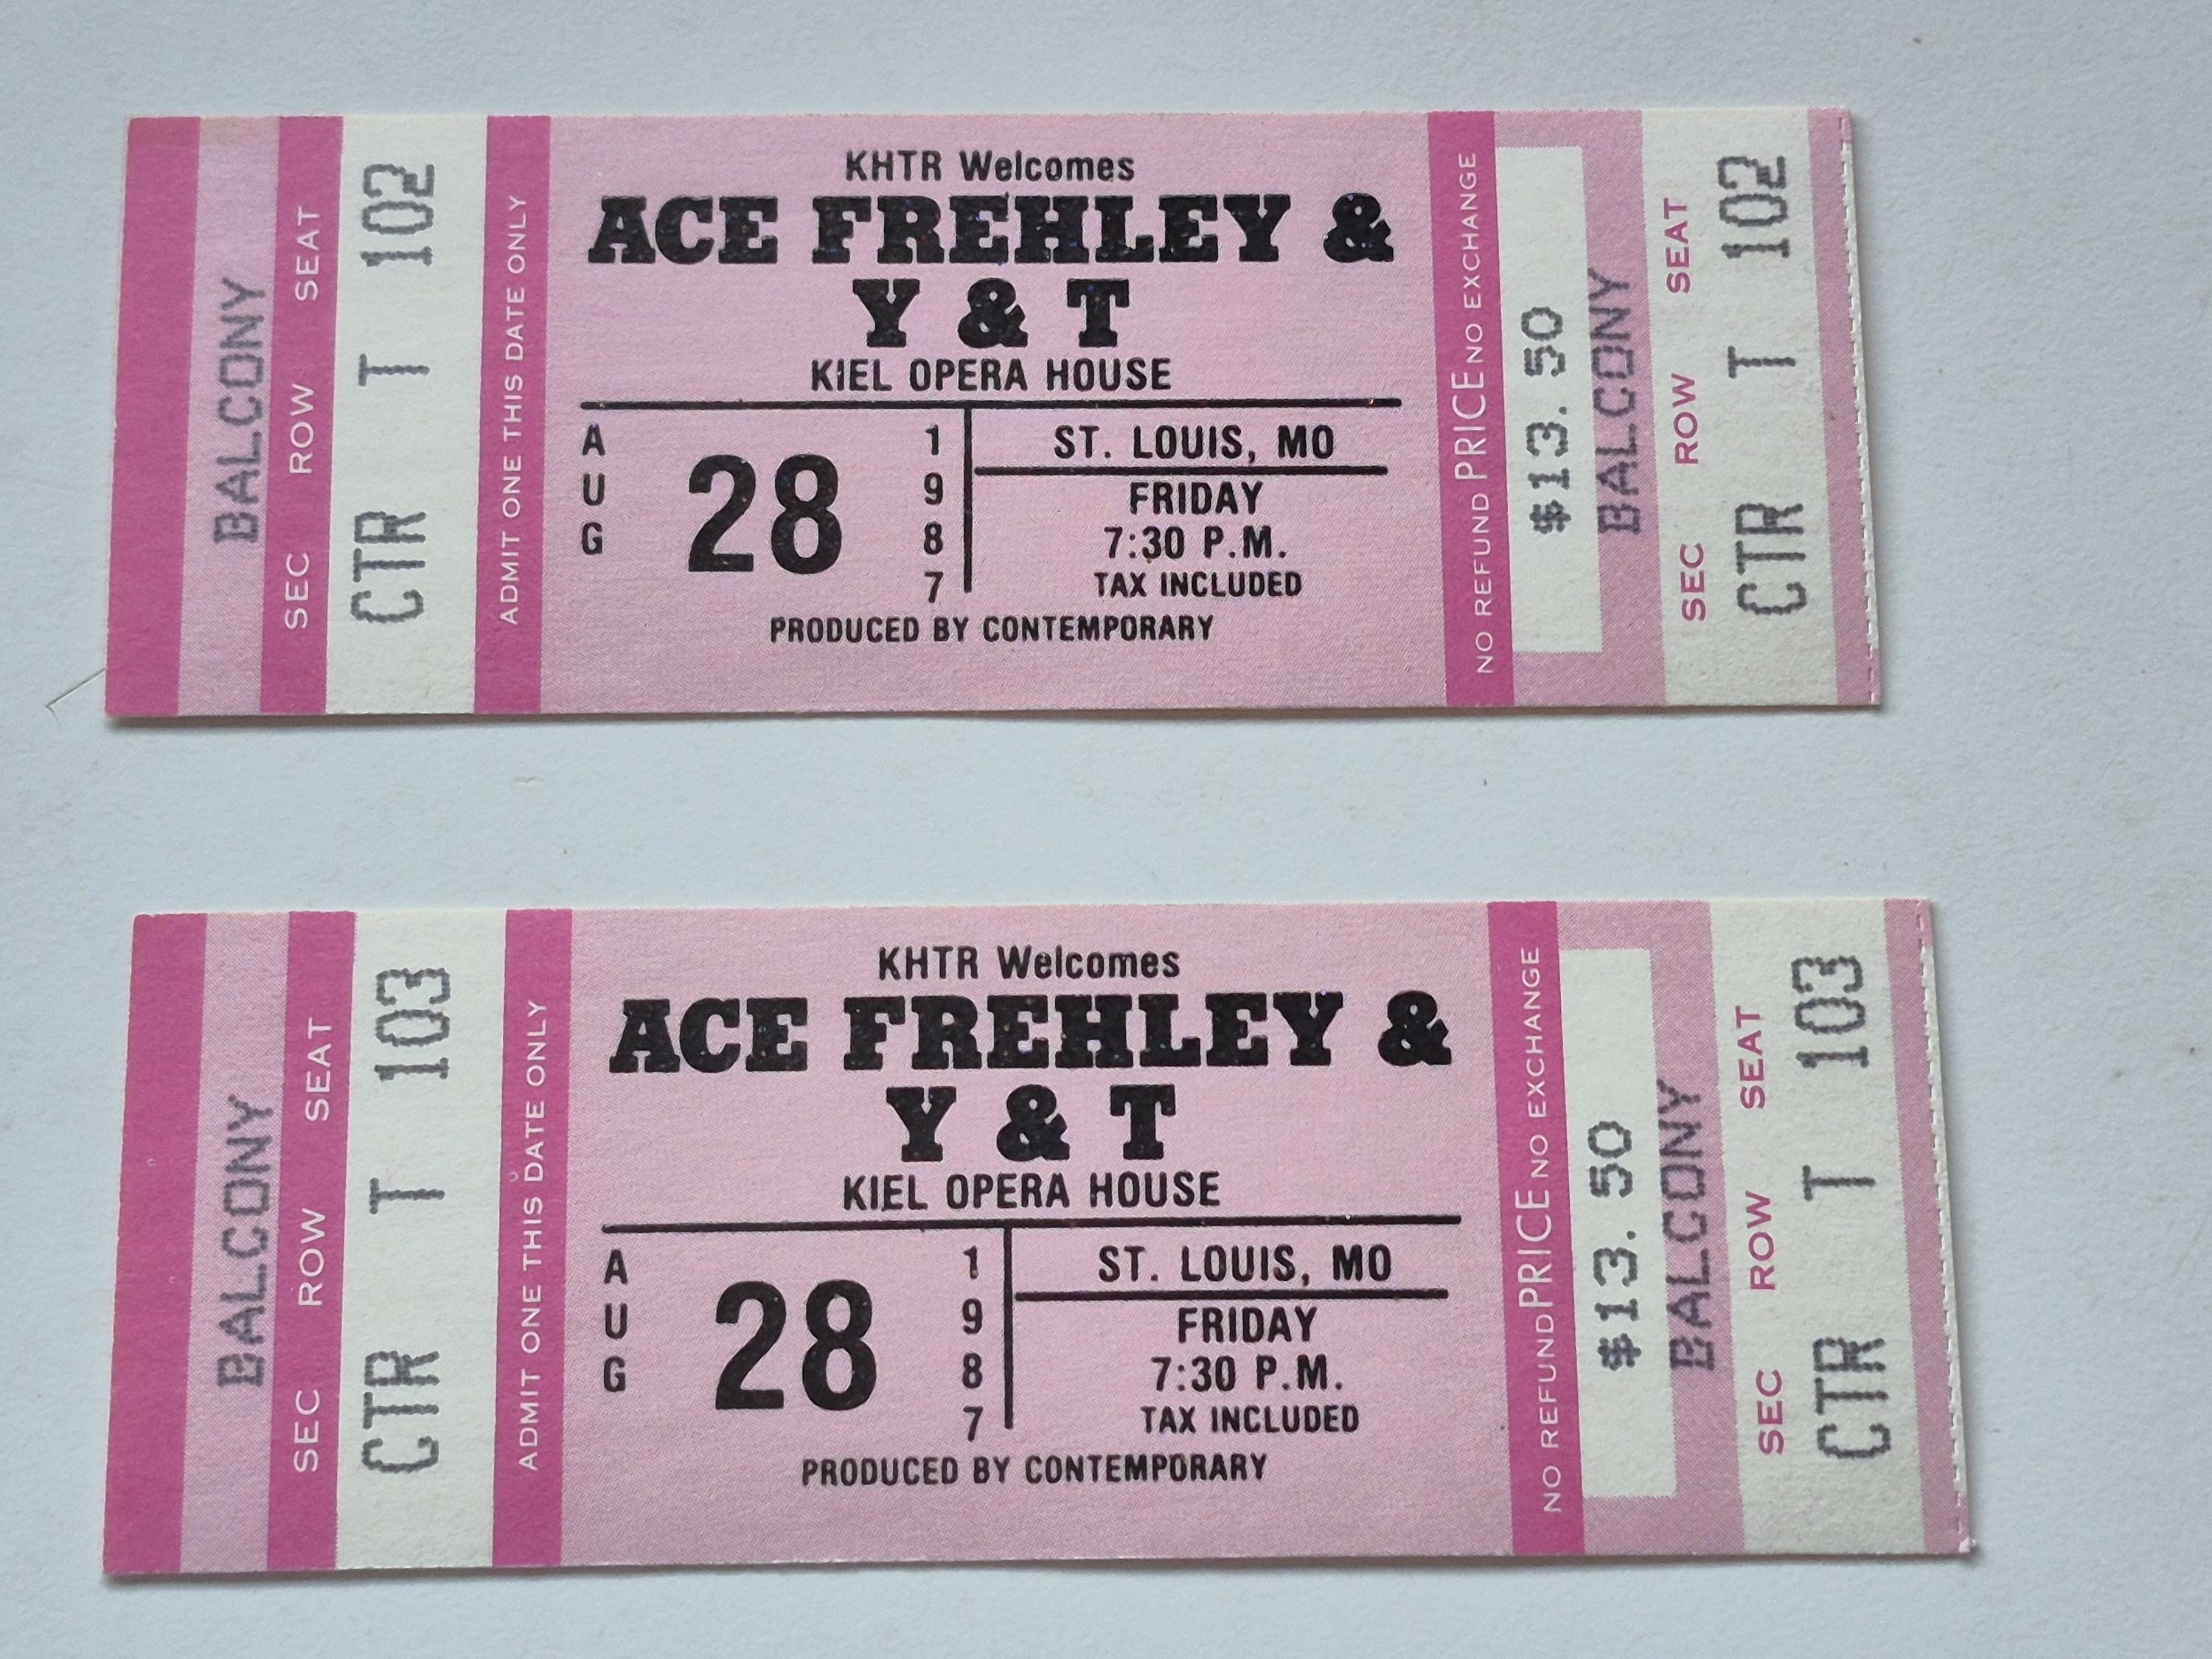 BALCONY
SEC ROW SEAT
CTR T 102
ADMIT ONE THIS DATE ONLY
KHTR Welcomes
ACE FREHLEY &
Y & T
KIEL OPERA HOUSE
AUG 28 1987
ST. LOUIS, MO
FRIDAY
7:30 P.M.
TAX INCLUDED
PRODUCED BY CONTEMPORARY
NO REFUND PRICE NO EXCHANGE
$13.50
BALCONY
SEC ROW SEAT
CTR T 102
BALCONY
SEC ROW SEAT
CTR T 103
ADMIT ONE THIS DATE ONLY
KHTR Welcomes
ACE FREHLEY &
Y & T
KIEL OPERA HOUSE
AUG 28 1987
ST. LOUIS, MO
FRIDAY
7:30 P.M.
TAX INCLUDED
PRODUCED BY CONTEMPORARY
NO REFUND PRICE NO EXCHANGE
$13.50
BALCONY
SEC ROW SEAT
CTR T 103